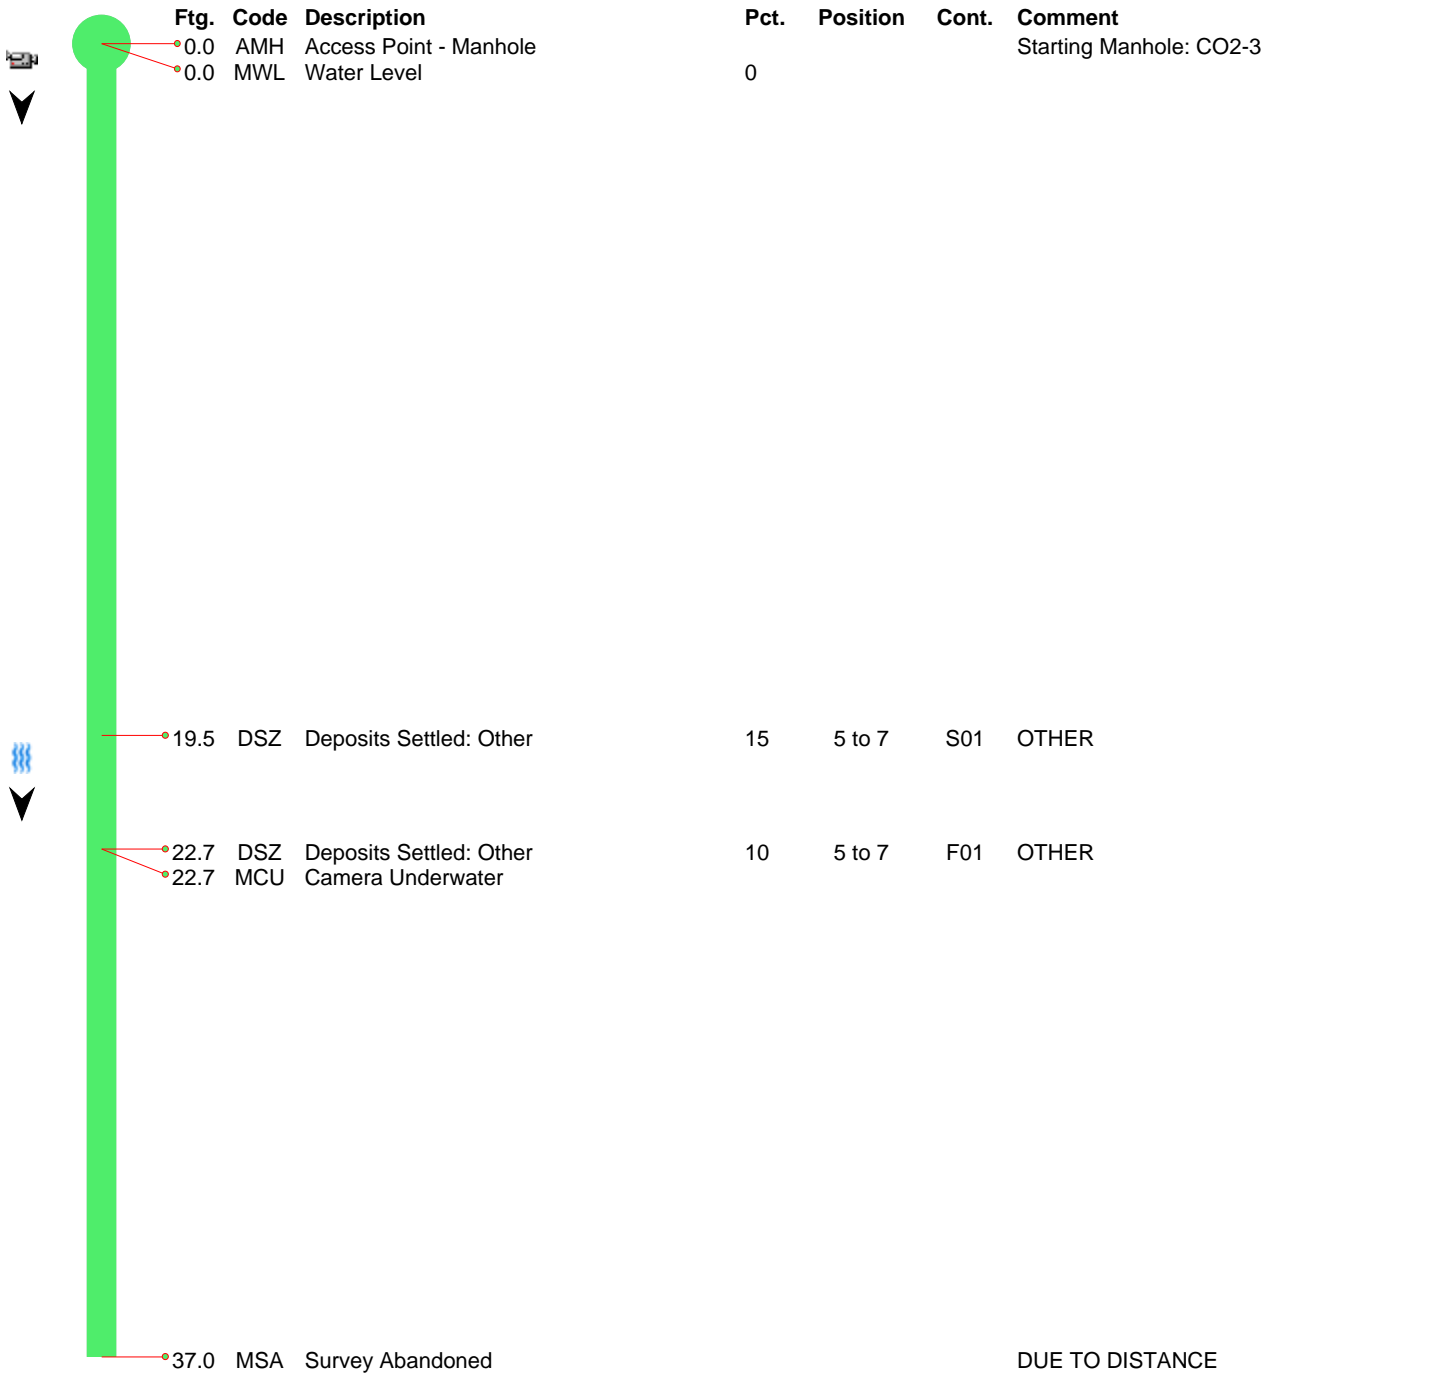 Ftg. Code Description Pct. Position Cont. Comment
0.0 AMH Access Point - Manhole Starting Manhole: CO2-3
0.0 MWL Water Level 0
19.5 DSZ Deposits Settled: Other 15 5 to 7 S01 OTHER
22.7 DSZ Deposits Settled: Other 10 5 to 7 F01 OTHER
22.7 MCU Camera Underwater
37.0 MSA Survey Abandoned DUE TO DISTANCE